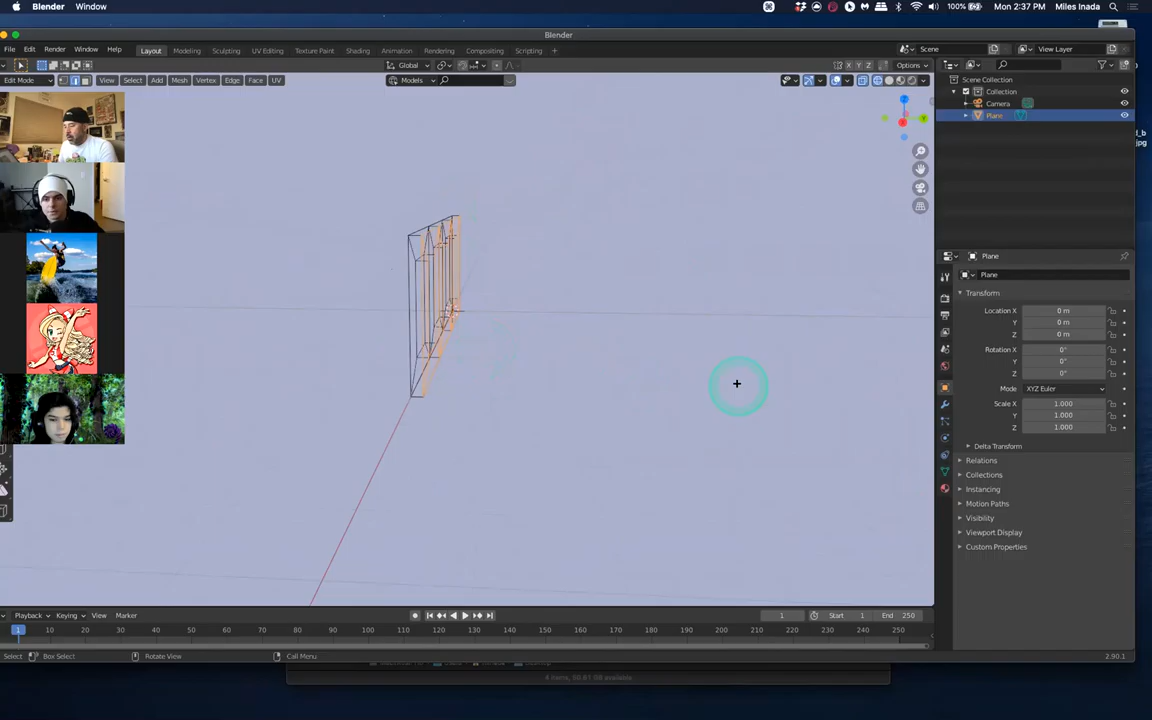 Blender Window 100% Mon 2:37 PM Miles Inada
Blender
File Edit Render Window Help Layout Modeling Sculpting UV Editing Texture Paint Shading Animation Rendering Compositing Scripting + Scene View Layer
Global X Y Z Options
Edit Mode View Select Add Mesh Vertex Edge Face UV Models
Scene Collection
Collection
Camera
Plane
Plane
Plane
Transform
Location X 0 m
Y 0 m
Z 0 m
Rotation X 0°
Y 0°
Z 0°
Mode XYZ Euler
Scale X 1.000
Y 1.000
Z 1.000
Delta Transform
Relations
Collections
Instancing
Motion Paths
Visibility
Viewport Display
Custom Properties
Playback Keying View Marker 1 Start 1 End 250
1 10 20 30 40 50 60 70 80 90 100 110 120 130 140 150 160 170 180 190 200 210 220 230 240 250
Select Box Select Rotate View Call Menu 2.90.1